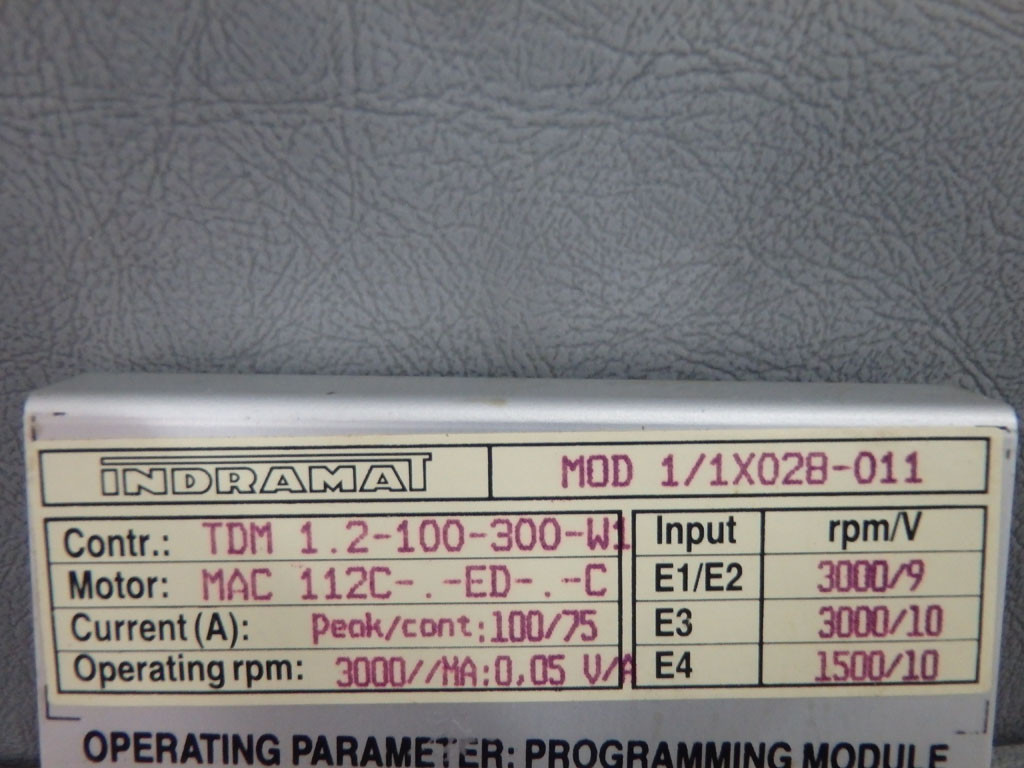 INDRAMAT MOD 1/1X028-011
Contr.: TDM 1.2-100-300-W1
Motor: MAC 112C-.-ED-.-C
Current (A): Peak/cont:100/75
Operating rpm: 3000//MA:0,05 V/A
Input rpm/V
E1/E2 3000/9
E3 3000/10
E4 1500/10
OPERATING PARAMETER: PROGRAMMING MODULE